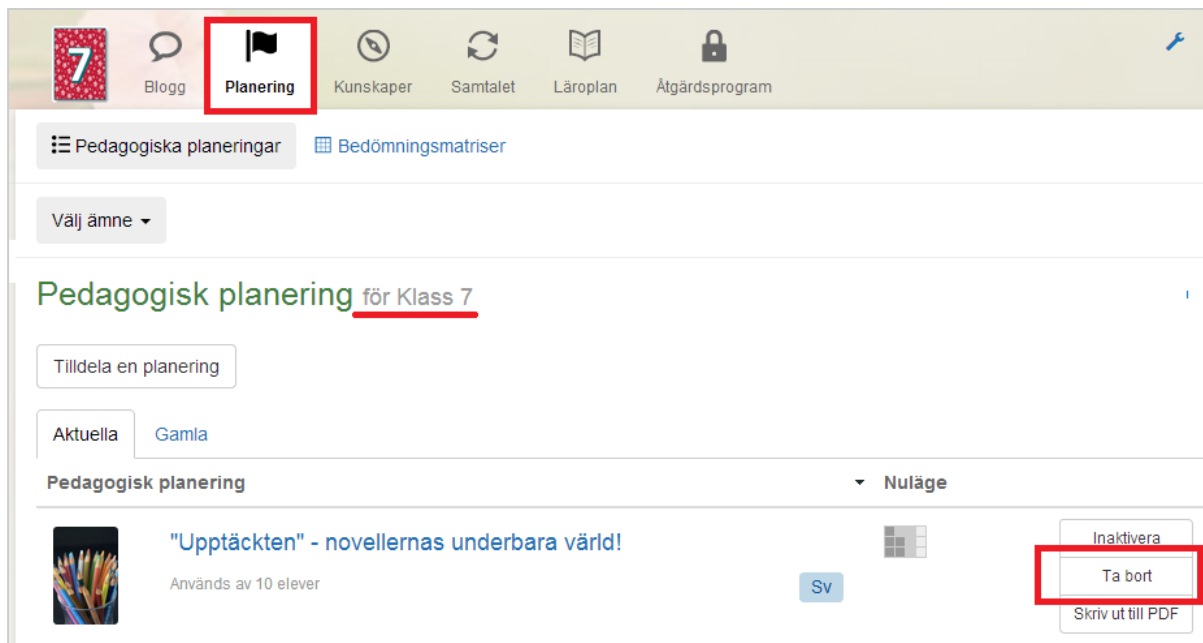 7
Blogg
Planering
Kunskaper
Samtalet
Läroplan
Åtgärdsprogram
Pedagogiska planeringar
Bedömningsmatriser
Välj ämne
Pedagogisk planering för Klass 7
Tilldela en planering
Aktuella
Gamla
Pedagogisk planering
Nuläge
"Upptäckten" - novellernas underbara värld!
Används av 10 elever
Sv
Inaktivera
Ta bort
Skriv ut till PDF